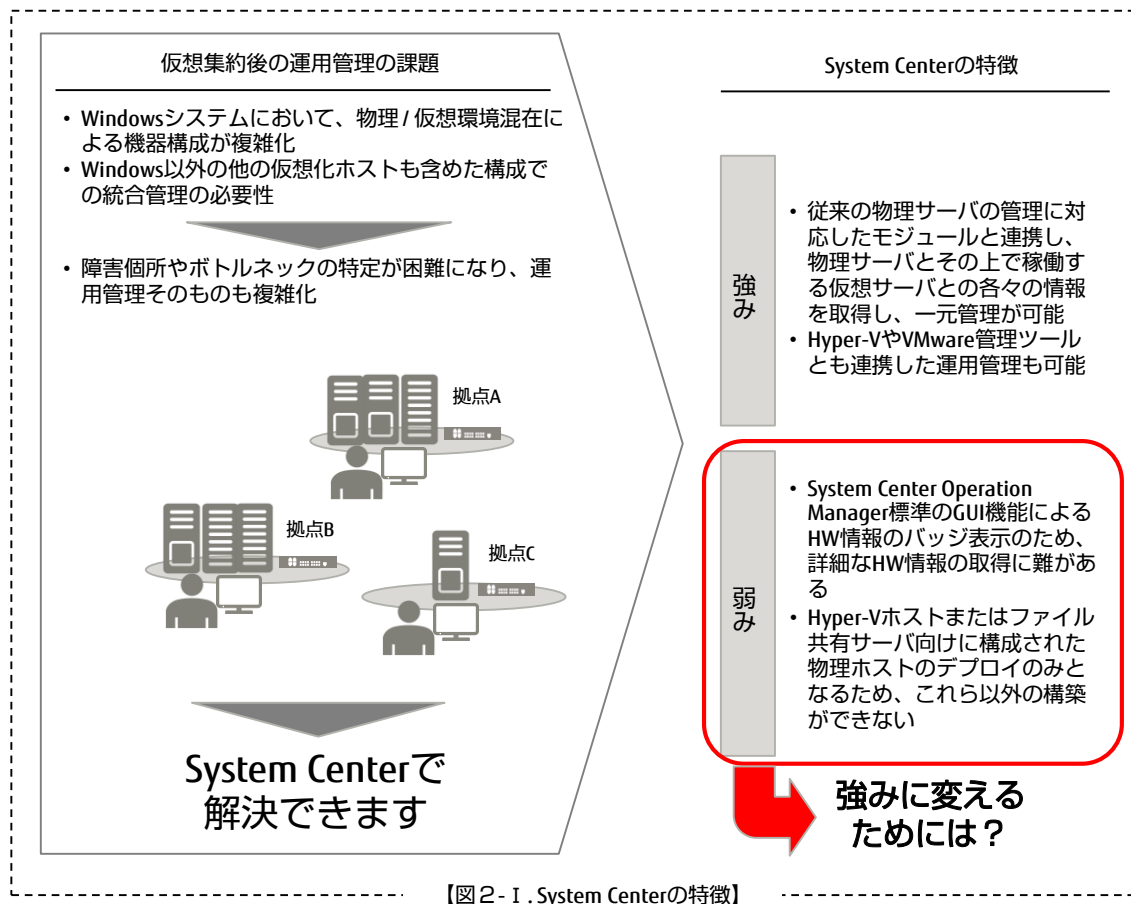 仮想集約後の運用管理の課題
• Windowsシステムにおいて、物理 / 仮想環境混在に
よる機器構成が複雑化
• Windows以外の他の仮想化ホストも含めた構成で
の統合管理の必要性
• 障害個所やボトルネックの特定が困難になり、運
用管理そのものも複雑化
拠点A
拠点B
拠点C
System Centerで
解決できます
System Centerの特徴
強み
• 従来の物理サーバの管理に対
応したモジュールと連携し、
物理サーバとその上で稼働す
る仮想サーバとの各々の情報
を取得し、一元管理が可能
• Hyper-VやVMware管理ツール
とも連携した運用管理も可能
弱み
• System Center Operation
Manager標準のGUI機能による
HW情報のバッジ表示のため、
詳細なHW情報の取得に難があ
る
• Hyper-Vホストまたはファイル
共有サーバ向けに構成された
物理ホストのデプロイのみと
なるため、これら以外の構築
ができない
強みに変える
ためには？
【図２-Ⅰ. System Centerの特徴】